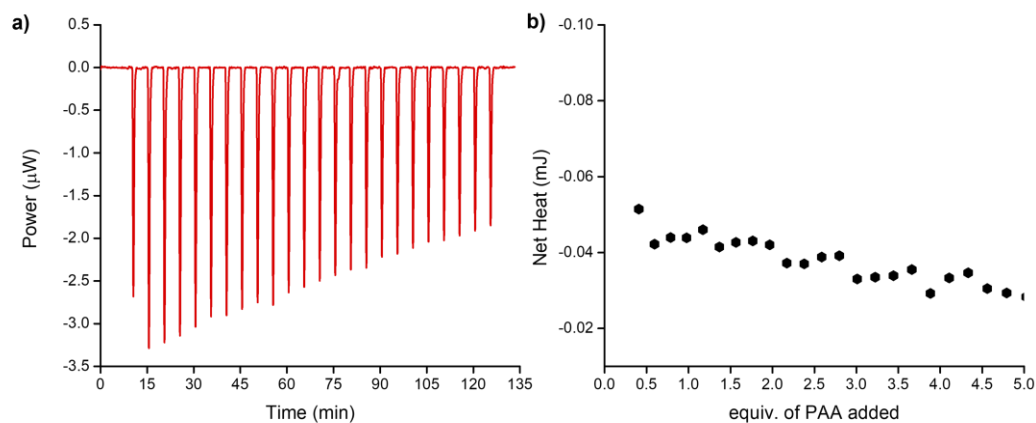 a)
0.5
0.0
-0.5
-1.0
-1.5
-2.0
-2.5
-3.0
-3.5
Power (μW)
0 15 30 45 60 75 90 105 120 135
Time (min)
b)
-0.10
-0.08
-0.06
-0.04
-0.02
Net Heat (mJ)
0.0 0.5 1.0 1.5 2.0 2.5 3.0 3.5 4.0 4.5 5.0
equiv. of PAA added